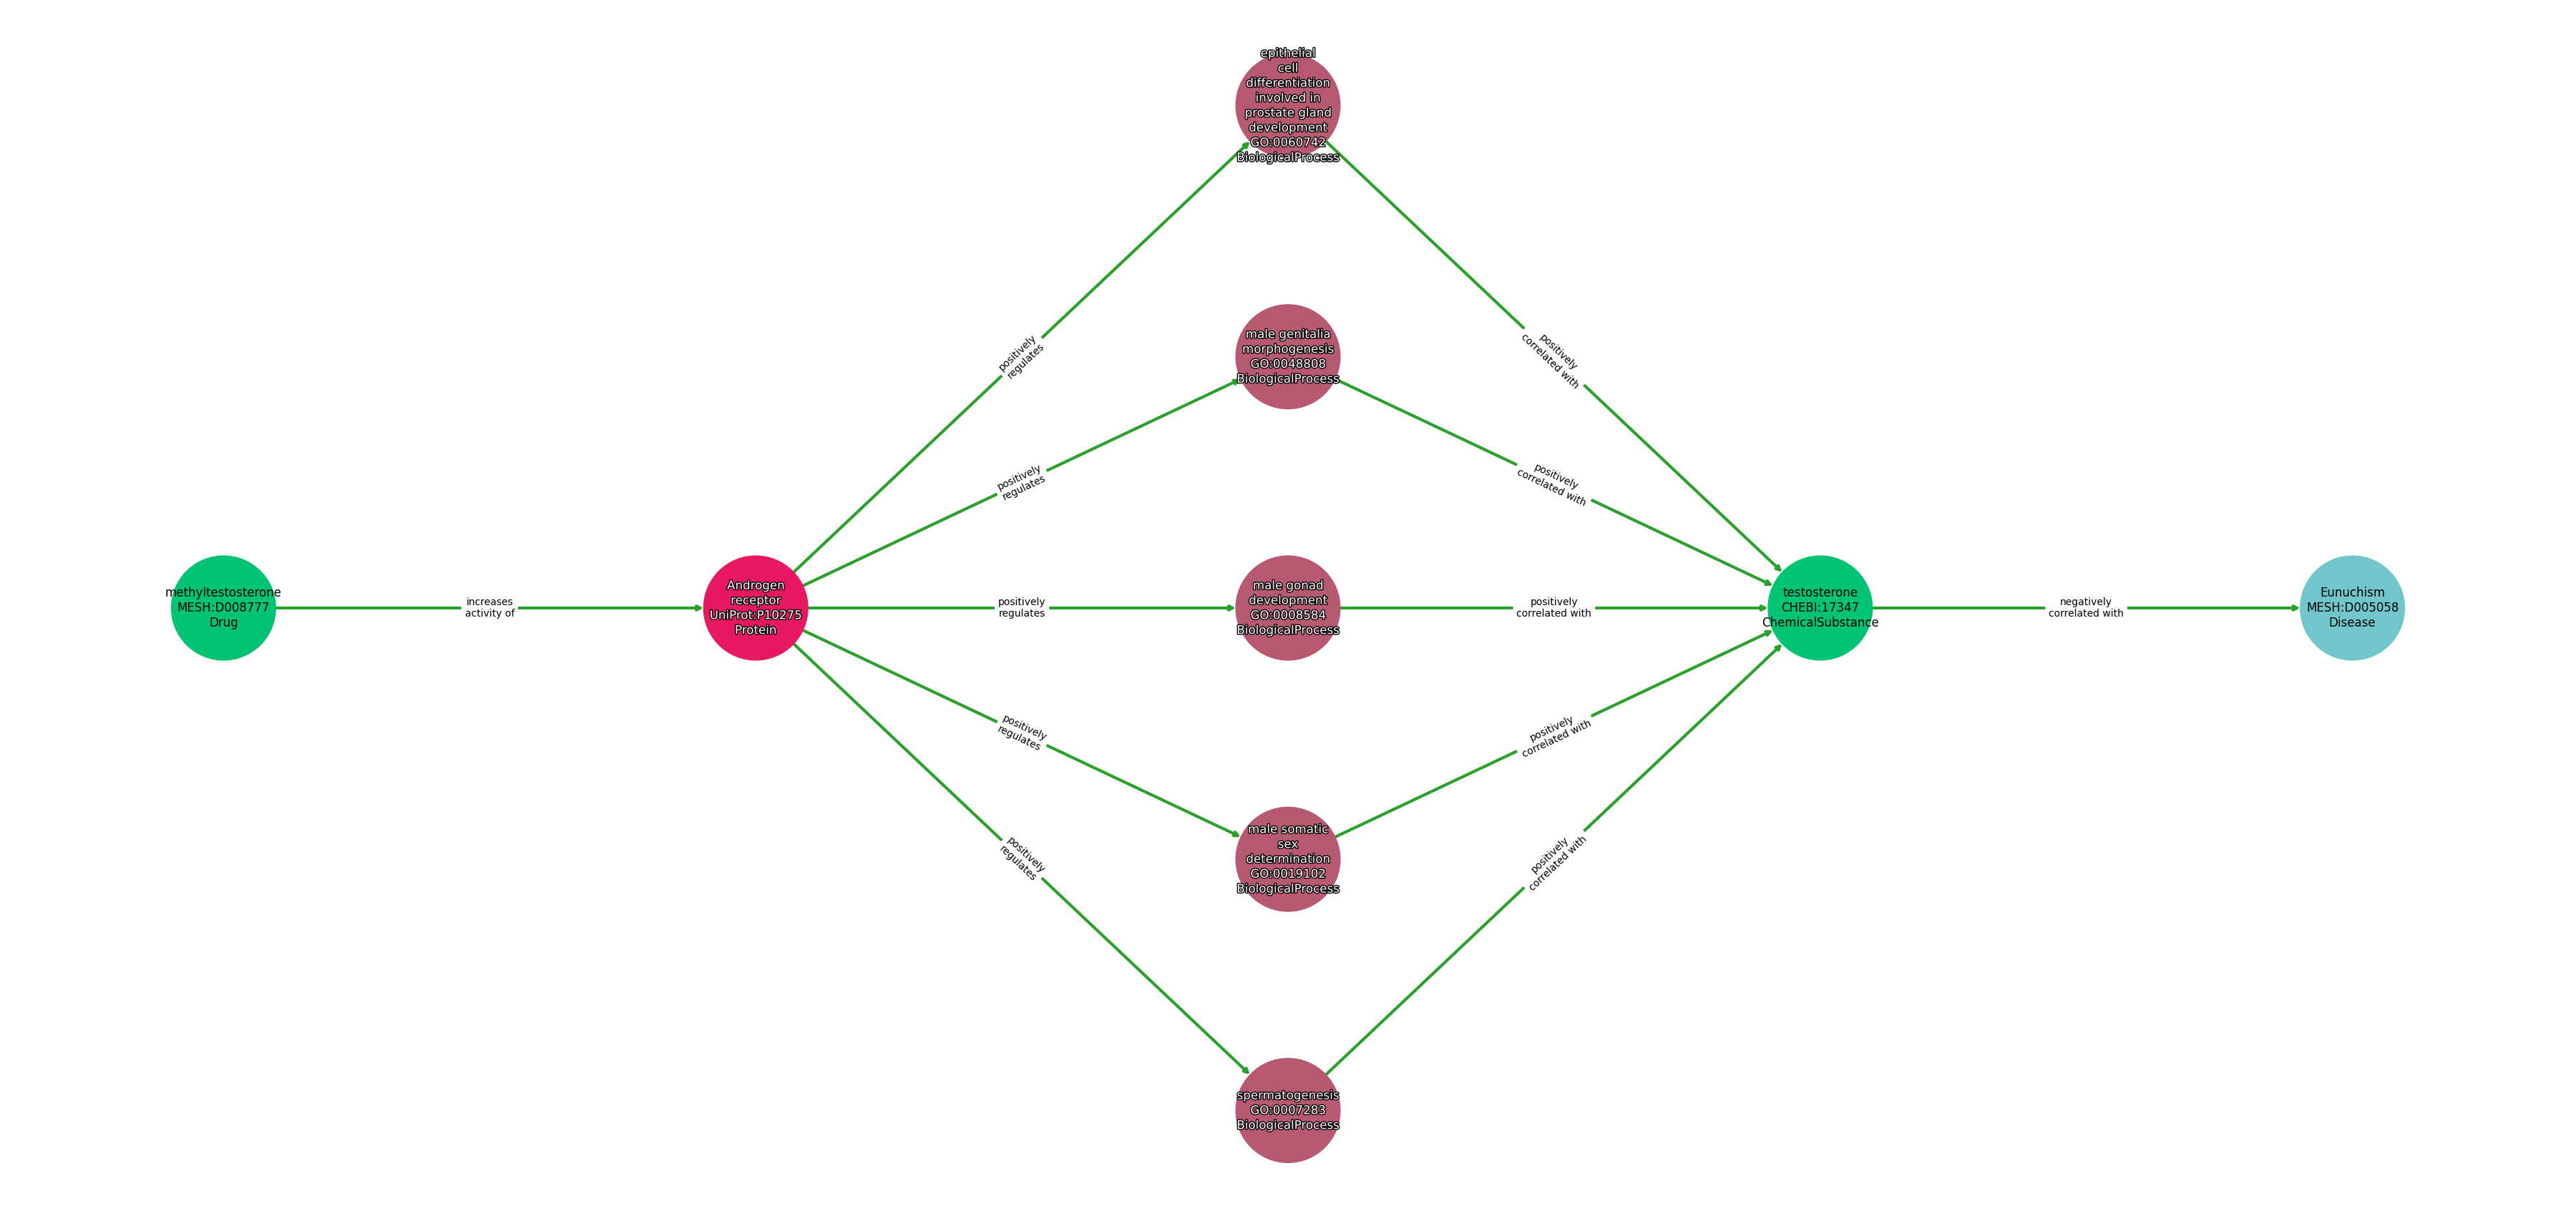 epithelial
cell
differentiation
involved in
prostate gland
development
GO:0060742
BiologicalProcess
positively
regulates
positively
correlated with
male genitalia
morphogenesis
GO:0048808
BiologicalProcess
positively
regulates
positively
correlated with
methyltestosterone
MESH:D008777
Drug
increases
activity of
Androgen
receptor
UniProt:P10275
Protein
positively
regulates
male gonad
development
GO:0008584
BiologicalProcess
positively
correlated with
testosterone
CHEBI:17347
ChemicalSubstance
negatively
correlated with
Eunuchism
MESH:D005058
Disease
positively
regulates
positively
correlated with
male somatic
sex
determination
GO:0019102
BiologicalProcess
positively
regulates
positively
correlated with
spermatogenesis
GO:0007283
BiologicalProcess